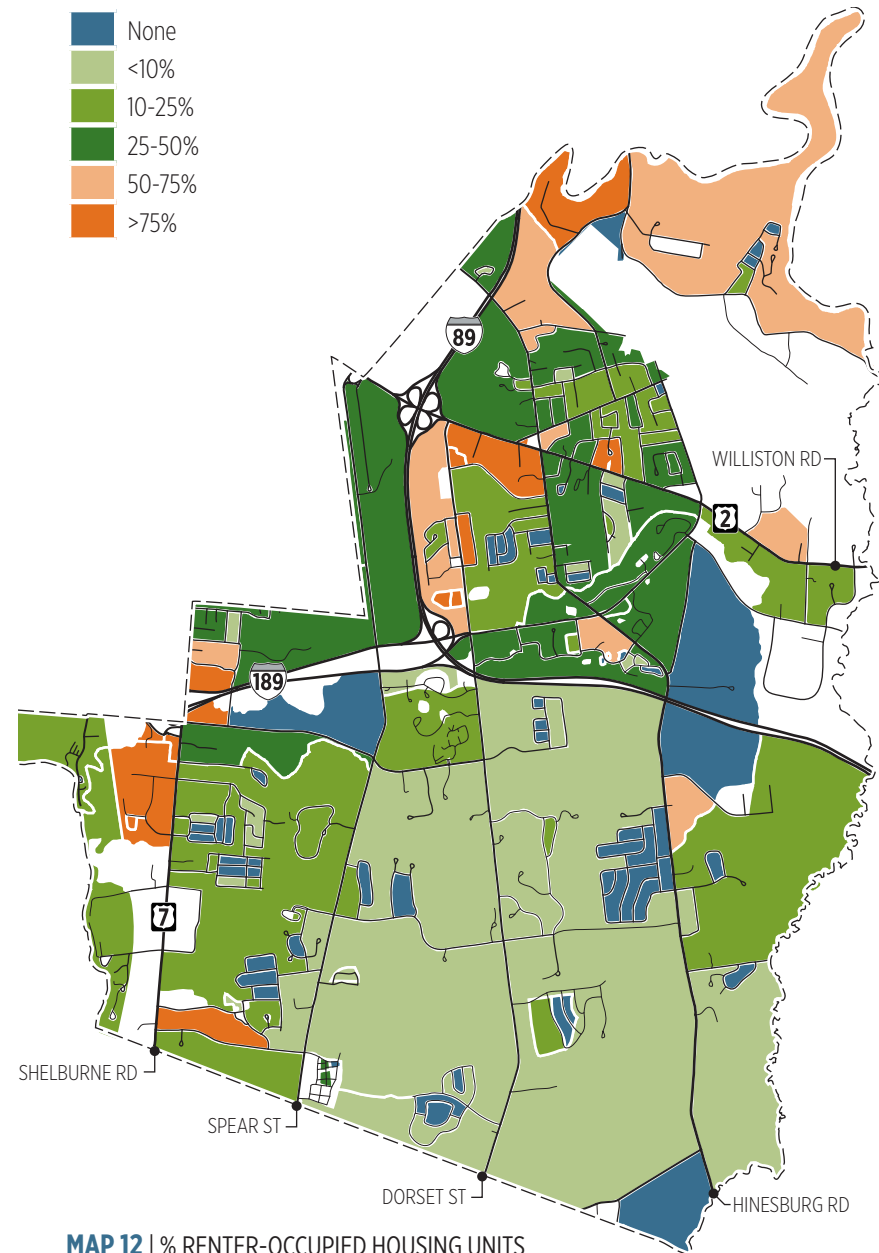 None
<10%
10-25%
25-50%
50-75%
>75%
89
WILLISTON RD
2
189
7
SHELBURNE RD
SPEAR ST
DORSET ST
HINESBURG RD
MAP 12 | % RENTER-OCCUPIED HOUSING UNITS